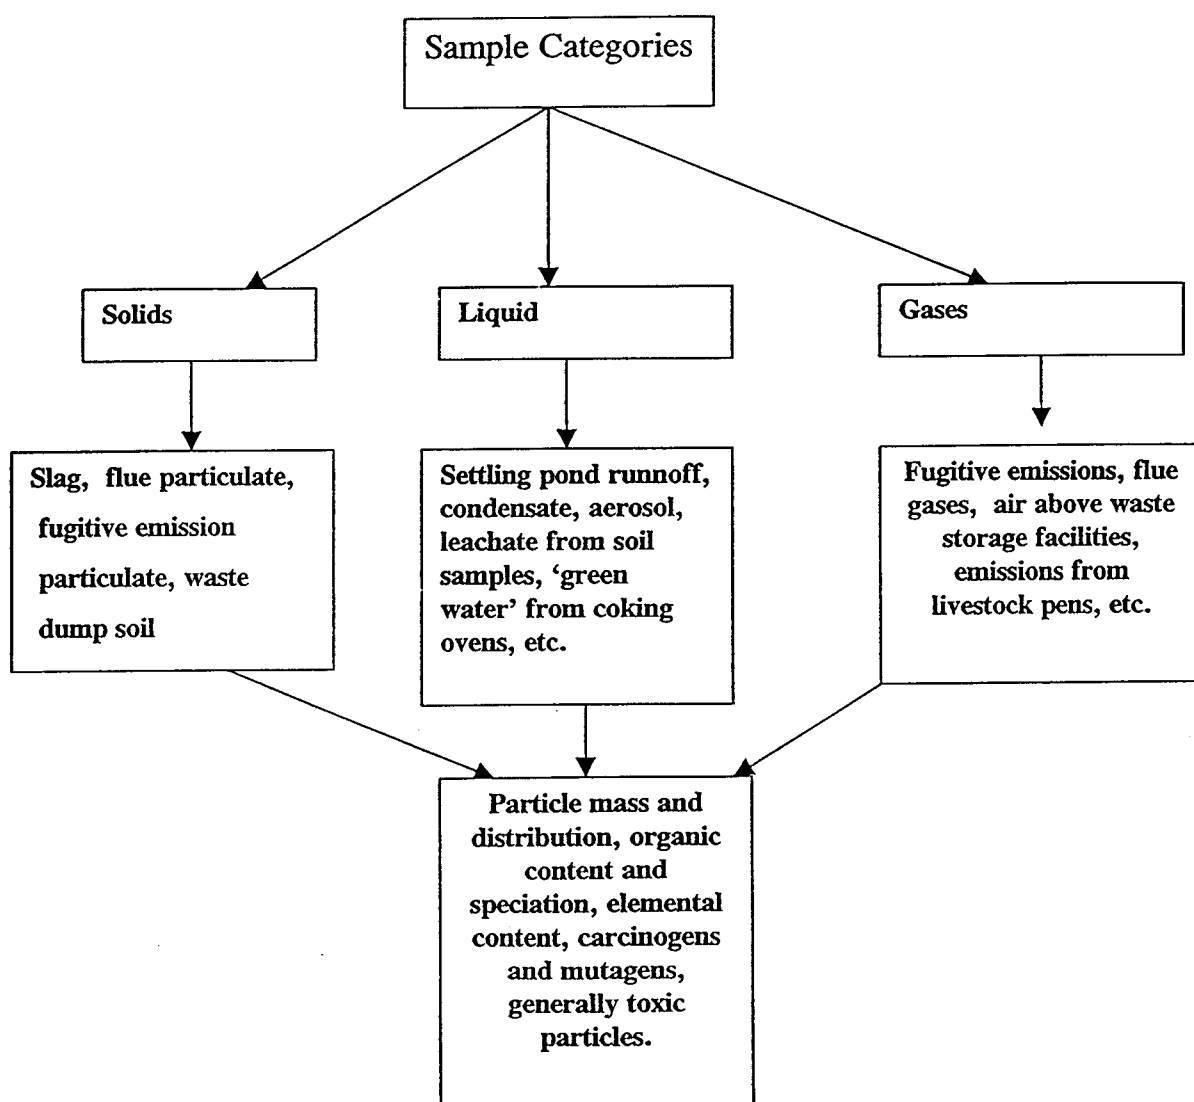 Sample Categories
Solids
Liquid
Gases
Slag, flue particulate,
fugitive emission
particulate, waste
dump soil
Settling pond runnoff,
condensate, aerosol,
leachate from soil
samples, ‘green
water’ from coking
ovens, etc.
Fugitive emissions, flue
gases, air above waste
storage facilities,
emissions from
livestock pens, etc.
Particle mass and
distribution, organic
content and
speciation, elemental
content, carcinogens
and mutagens,
generally toxic
particles.